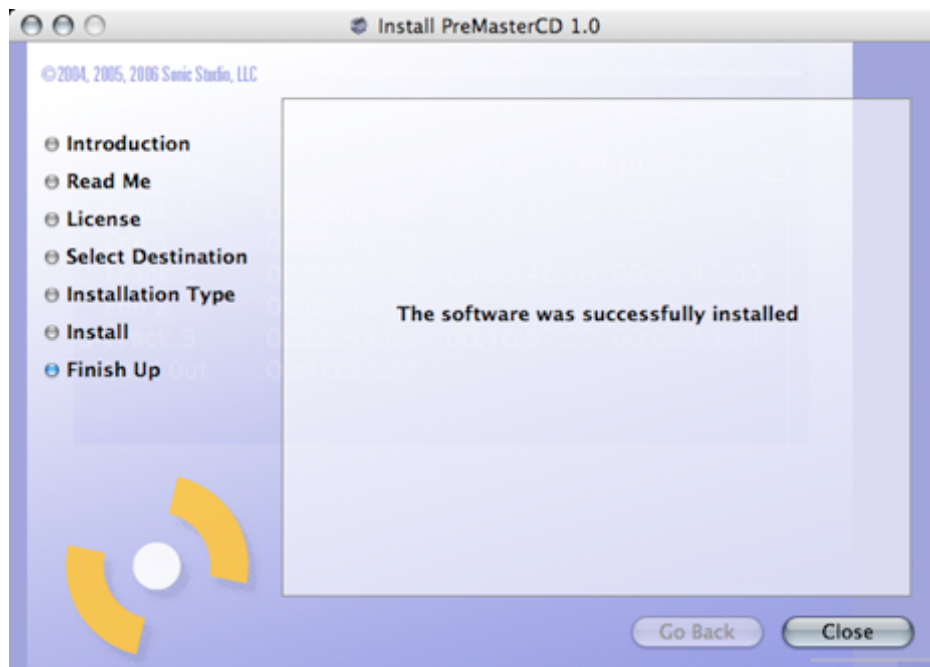 Install PreMasterCD 1.0
©2004, 2005, 2006 Sonic Studio, LLC
Introduction
Read Me
License
Select Destination
Installation Type
Install
Finish Up
The software was successfully installed
Go Back
Close